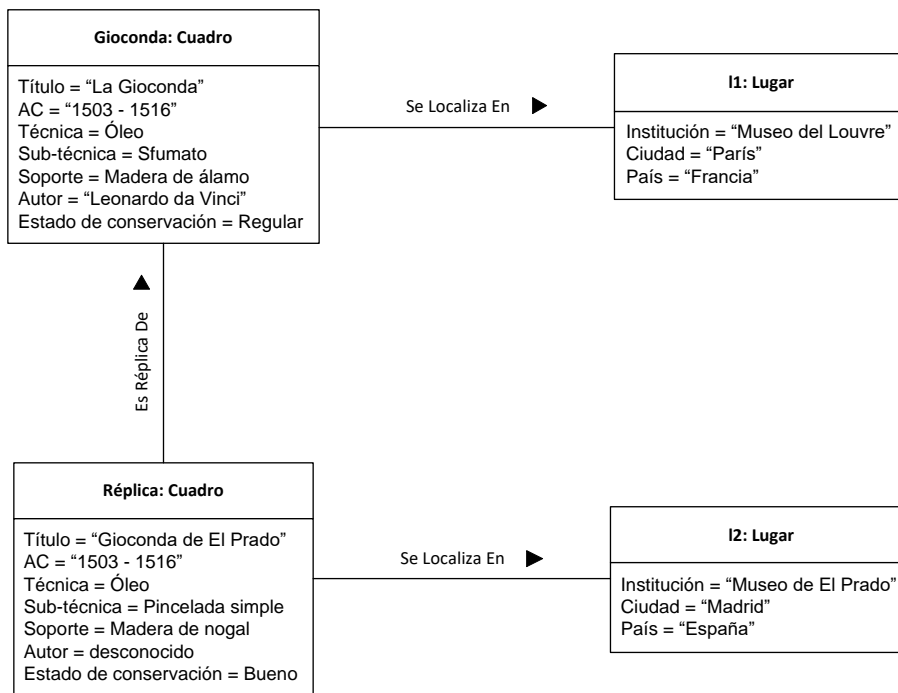 Gioconda: Cuadro
Título = “La Gioconda”
AC = “1503 - 1516”
Técnica = Óleo
Sub-técnica = Sfumato
Soporte = Madera de álamo
Autor = “Leonardo da Vinci”
Estado de conservación = Regular
Se Localiza En
l1: Lugar
Institución = “Museo del Louvre”
Ciudad = “París”
País = “Francia”
Es Réplica De
Réplica: Cuadro
Título = “Gioconda de El Prado”
AC = “1503 - 1516”
Técnica = Óleo
Sub-técnica = Pincelada simple
Soporte = Madera de nogal
Autor = desconocido
Estado de conservación = Bueno
Se Localiza En
l2: Lugar
Institución = “Museo de El Prado”
Ciudad = “Madrid”
País = “España”